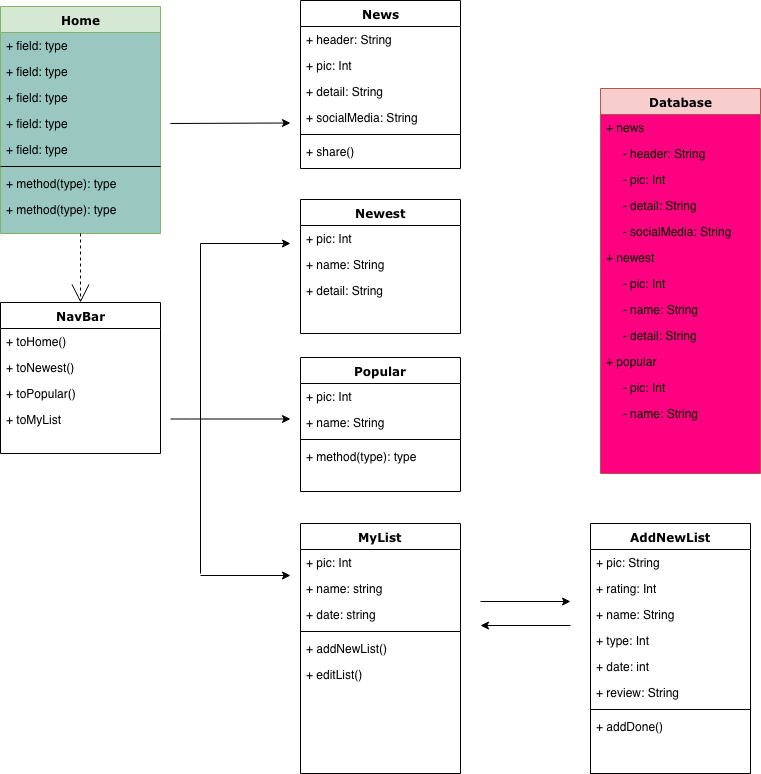 Home
+ field: type
+ field: type
+ field: type
+ field: type
+ field: type
+ method(type): type
+ method(type): type
News
+ header: String
+ pic: Int
+ detail: String
+ socialMedia: String
+ share()
Database
+ news
- header: String
- pic: Int
- detail: String
- socialMedia: String
+ newest
- pic: Int
- name: String
- detail: String
+ popular
- pic: Int
- name: String
Newest
+ pic: Int
+ name: String
+ detail: String
NavBar
+ toHome()
+ toNewest()
+ toPopular()
+ toMyList
Popular
+ pic: Int
+ name: String
+ method(type): type
MyList
+ pic: Int
+ name: string
+ date: string
+ addNewList()
+ editList()
AddNewList
+ pic: String
+ rating: Int
+ name: String
+ type: Int
+ date: int
+ review: String
+ addDone()